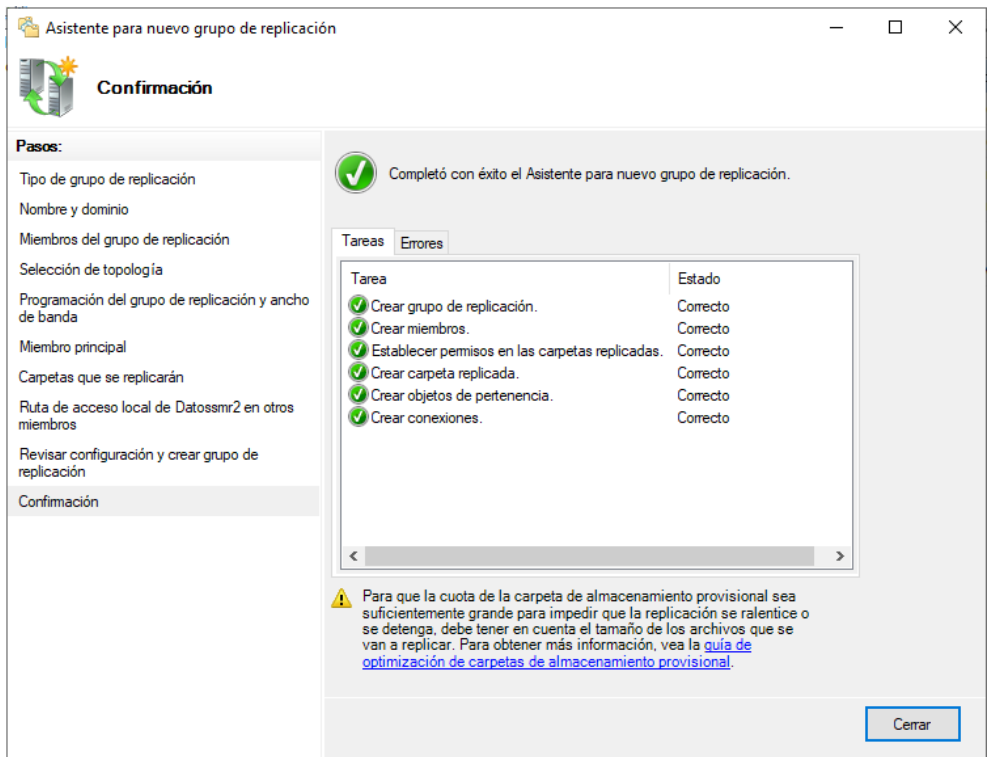 Asistente para nuevo grupo de replicación
Confirmación
Pasos:
Tipo de grupo de replicación
Nombre y dominio
Miembros del grupo de replicación
Selección de topología
Programación del grupo de replicación y ancho
de banda
Miembro principal
Carpetas que se replicarán
Ruta de acceso local de Datossmr2 en otros
miembros
Revisar configuración y crear grupo de
replicación
Confirmación
Completó con éxito el Asistente para nuevo grupo de replicación.
Tareas Errores
Tarea Estado
Crear grupo de replicación. Correcto
Crear miembros. Correcto
Establecer permisos en las carpetas replicadas. Correcto
Crear carpeta replicada. Correcto
Crear objetos de pertenencia. Correcto
Crear conexiones. Correcto
Para que la cuota de la carpeta de almacenamiento provisional sea
suficientemente grande para impedir que la replicación se ralentice o
se detenga, debe tener en cuenta el tamaño de los archivos que se
van a replicar. Para obtener más información, vea la guía de
optimización de carpetas de almacenamiento provisional.
Cerrar